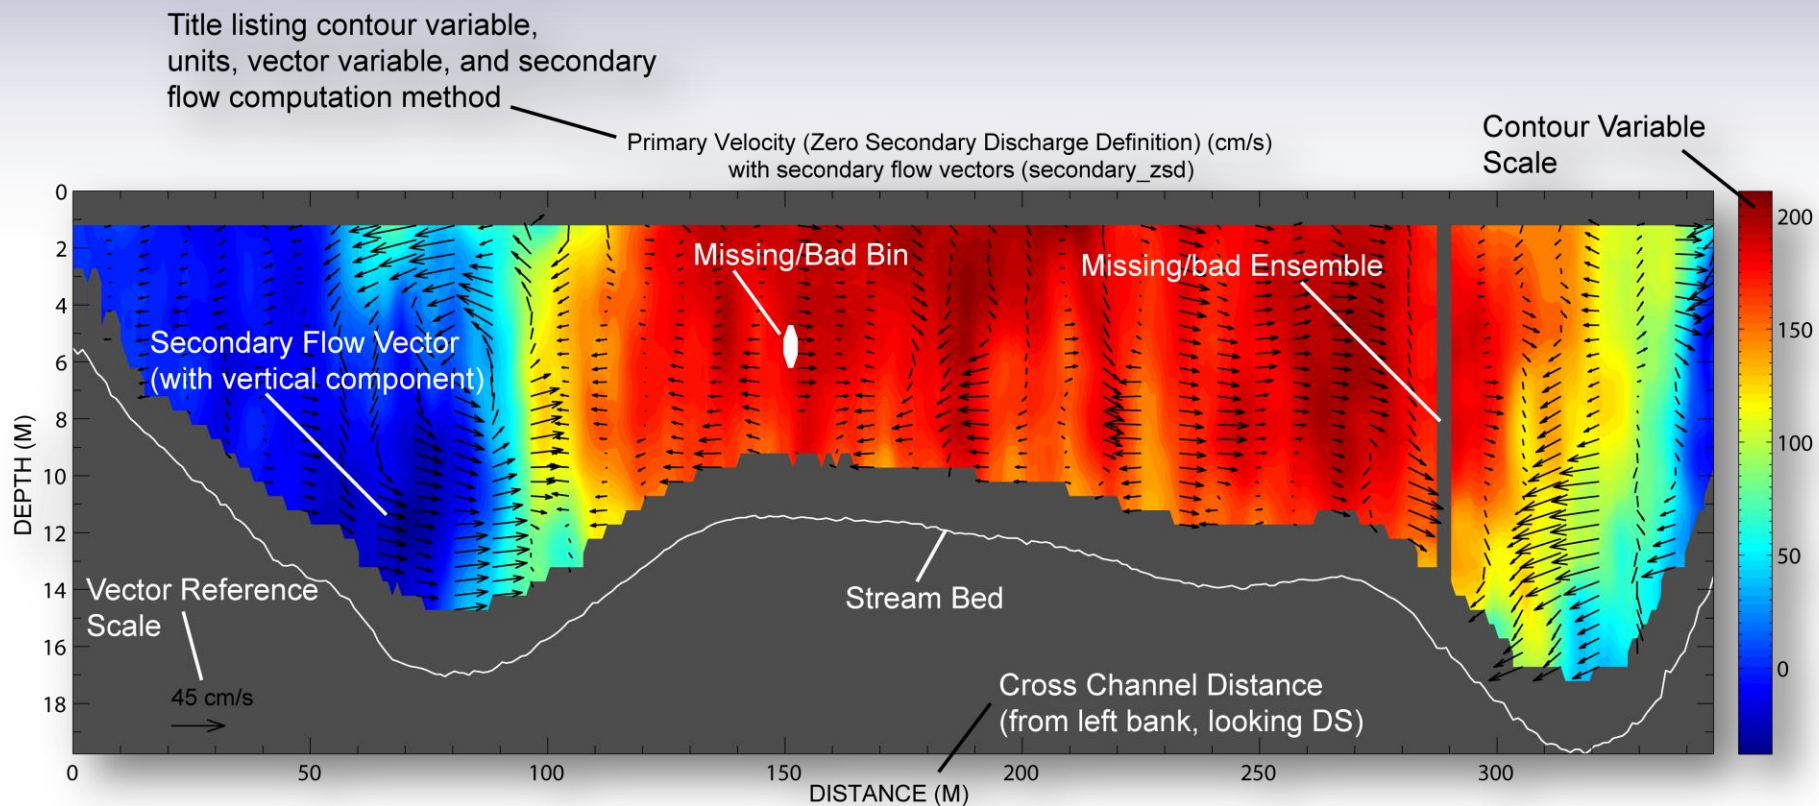 Title listing contour variable,
units, vector variable, and secondary
flow computation method
Primary Velocity (Zero Secondary Discharge Definition) (cm/s)
with secondary flow vectors (secondary_zsd)
Contour Variable
Scale
Missing/Bad Bin
Missing/bad Ensemble
Secondary Flow Vector
(with vertical component)
Vector Reference
Scale
45 cm/s
Stream Bed
Cross Channel Distance
(from left bank, looking DS)
DEPTH (M)
0
2
4
6
8
10
12
14
16
18
0
50
100
150
200
250
300
DISTANCE (M)
200
150
100
50
0